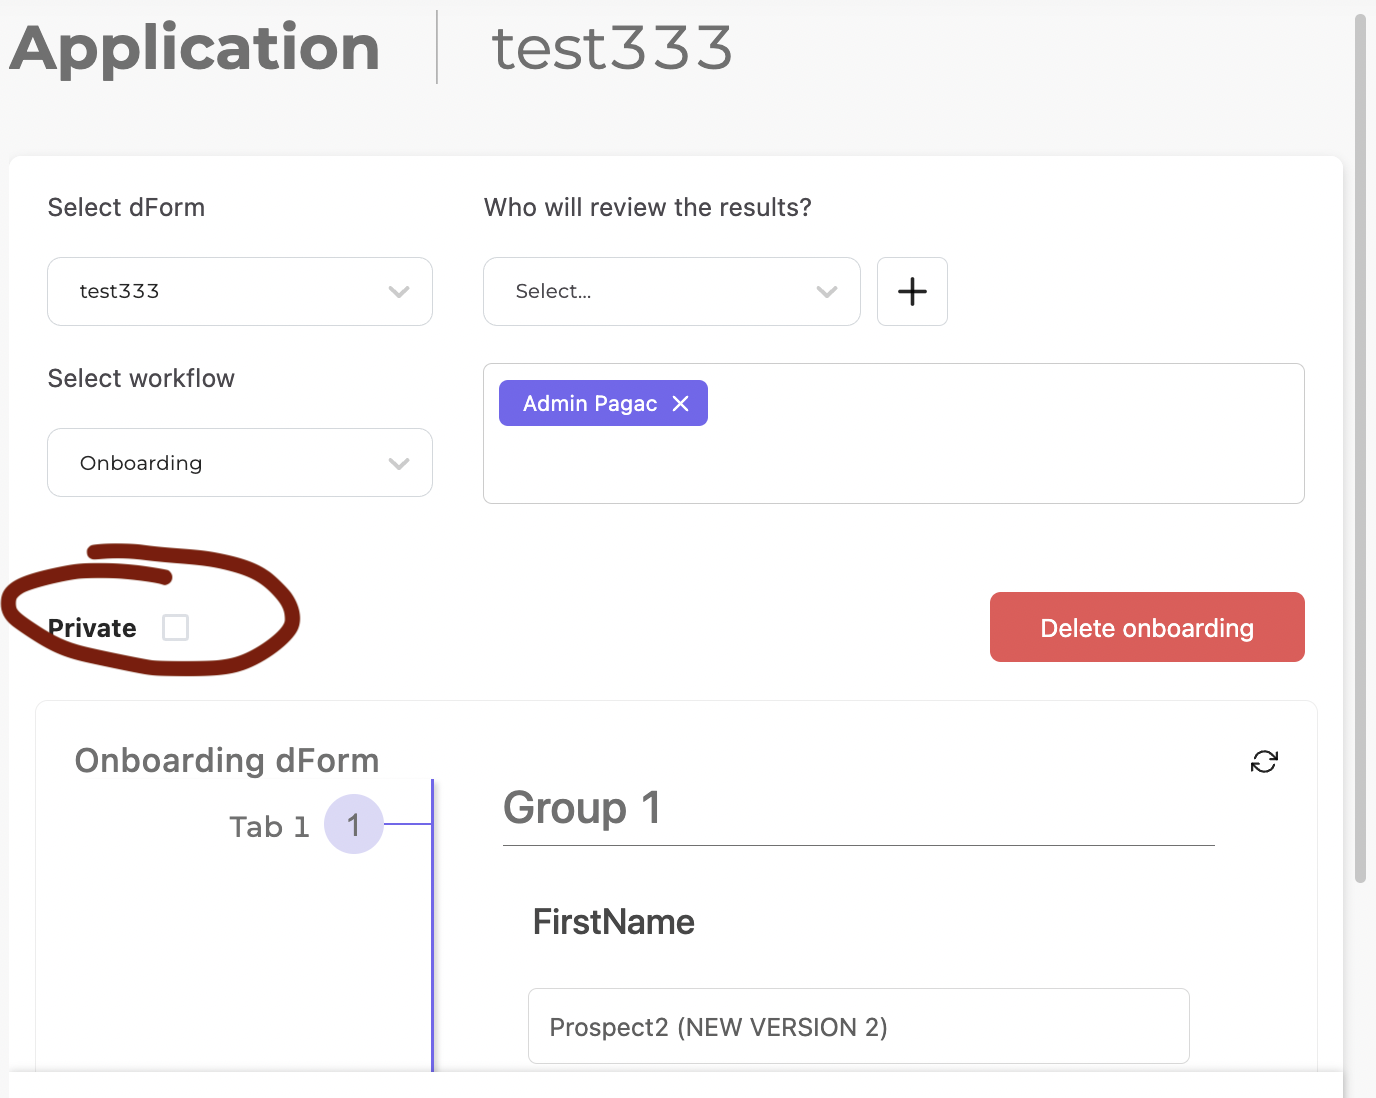 Application test333
Select dForm
Who will review the results?
test333
Select...
Select workflow
Admin Pagac
Onboarding
Private
Delete onboarding
Onboarding dForm
Tab 1 1
Group 1
FirstName
Prospect2 (NEW VERSION 2)